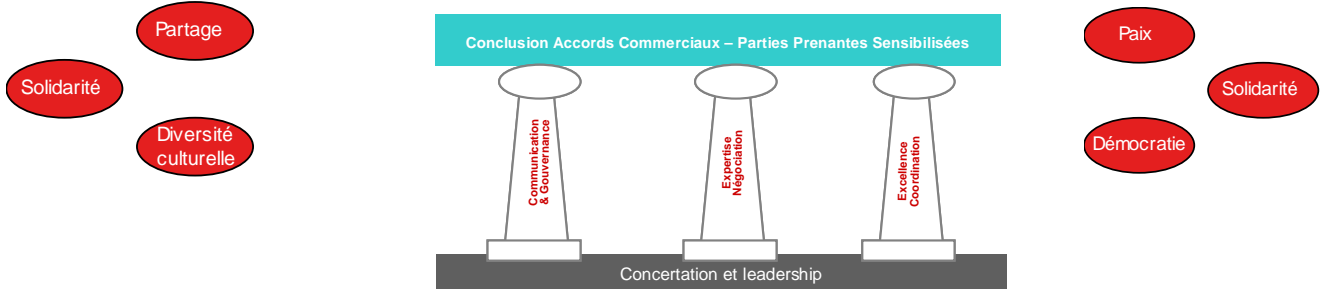 Partage
Solidarité
Diversité
culturelle
Conclusion Accords Commerciaux – Parties Prenantes Sensibilisées
Communication
& Gouvernance
Expertise
Négociation
Excellence
Coordination
Concertation et leadership
Paix
Solidarité
Démocratie